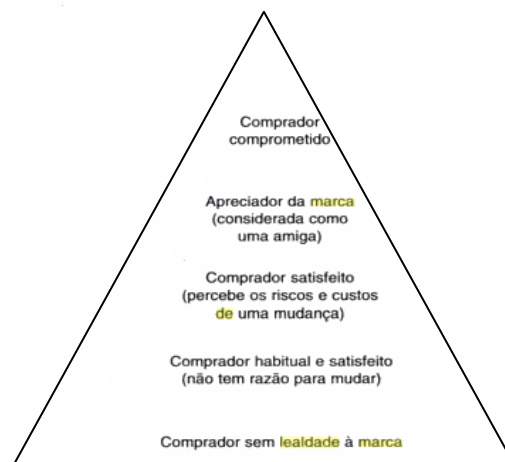 Comprador
comprometido
Apreciador da marca
(considerada como
uma amiga)
Comprador satisfeito
(percebe os riscos e custos
de uma mudança)
Comprador habitual e satisfeito
(não tem razão para mudar)
Comprador sem lealdade à marca